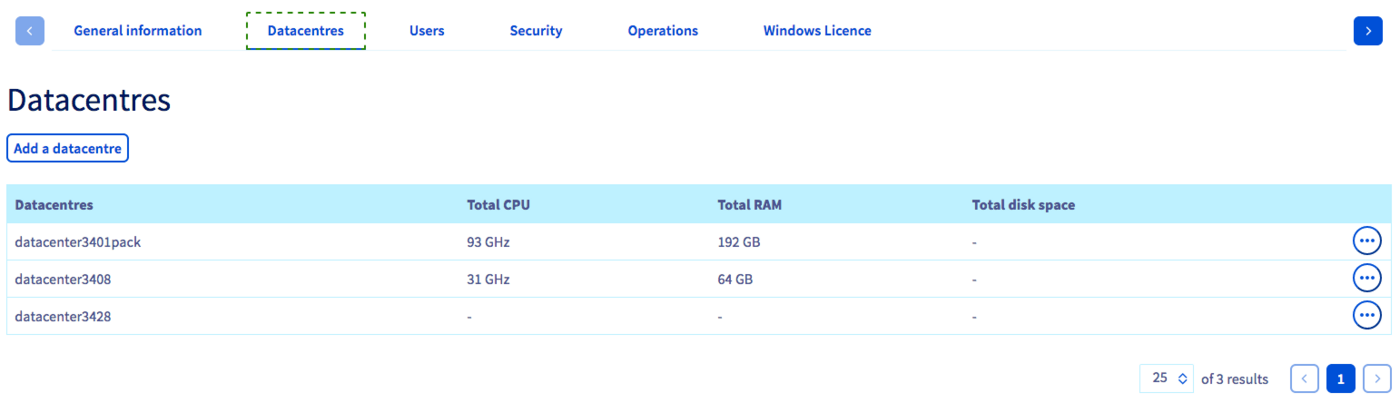 General information Datacentres Users Security Operations Windows Licence
Datacentres
Add a datacentre
Datacentres Total CPU Total RAM Total disk space
datacenter3401pack 93 GHz 192 GB -
datacenter3408 31 GHz 64 GB -
datacenter3428 - - -
25 of 3 results 1